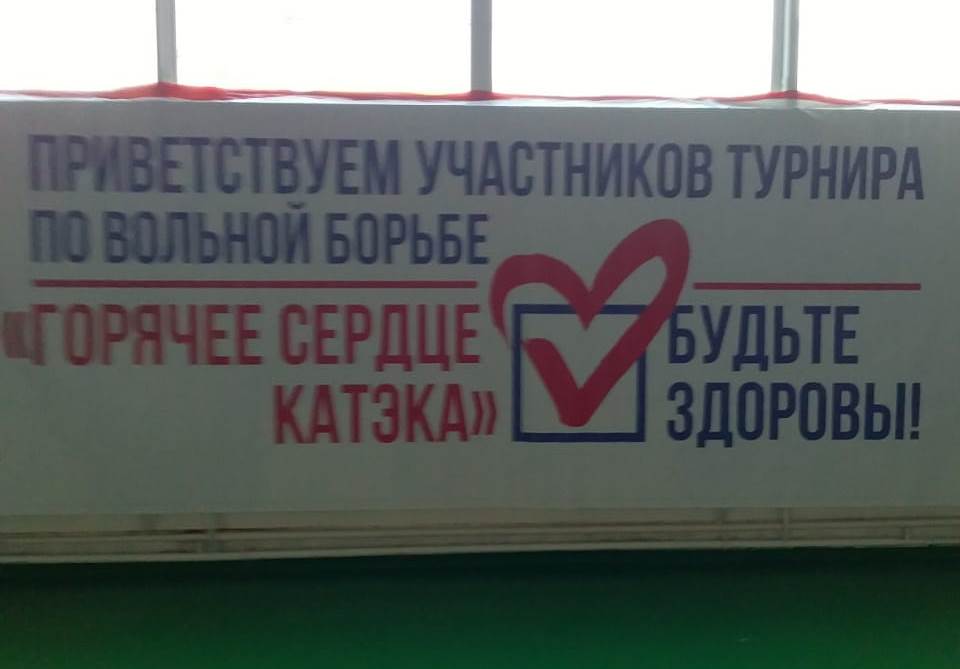 ПРИВЕТСТВУЕМ УЧАСТНИКОВ ТУРНИРА
ПО ВОЛЬНОЙ БОРЬБЕ
«ГОРЯЧЕЕ СЕРДЦЕ
КАТЭКА»
БУДЬТЕ
ЗДОРОВЫ!